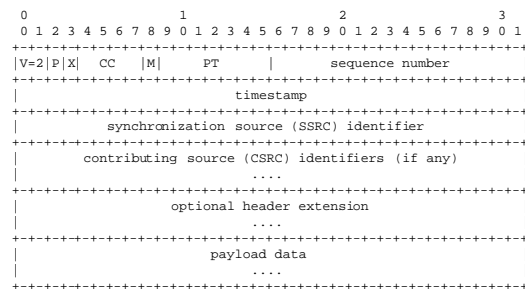 0 1 2 3
0 1 2 3 4 5 6 7 8 9 0 1 2 3 4 5 6 7 8 9 0 1 2 3 4 5 6 7 8 9 0 1
+-+-+-+-+-+-+-+-+-+-+-+-+-+-+-+-+-+-+-+-+-+-+-+-+-+-+-+-+-+-+-+-+
|V=2|P|X| CC |M| PT | sequence number
+-+-+-+-+-+-+-+-+-+-+-+-+-+-+-+-+-+-+-+-+-+-+-+-+-+-+-+-+-+-+-+-+
| timestamp
+-+-+-+-+-+-+-+-+-+-+-+-+-+-+-+-+-+-+-+-+-+-+-+-+-+-+-+-+-+-+-+-+
| synchronization source (SSRC) identifier
+-+-+-+-+-+-+-+-+-+-+-+-+-+-+-+-+-+-+-+-+-+-+-+-+-+-+-+-+-+-+-+-+
| contributing source (CSRC) identifiers (if any)
| ....
+-+-+-+-+-+-+-+-+-+-+-+-+-+-+-+-+-+-+-+-+-+-+-+-+-+-+-+-+-+-+-+-+
| optional header extension
| ....
+-+-+-+-+-+-+-+-+-+-+-+-+-+-+-+-+-+-+-+-+-+-+-+-+-+-+-+-+-+-+-+-+
| payload data
| ....
+-+-+-+-+-+-+-+-+-+-+-+-+-+-+-+-+-+-+-+-+-+-+-+-+-+-+-+-+-+-+-+-+